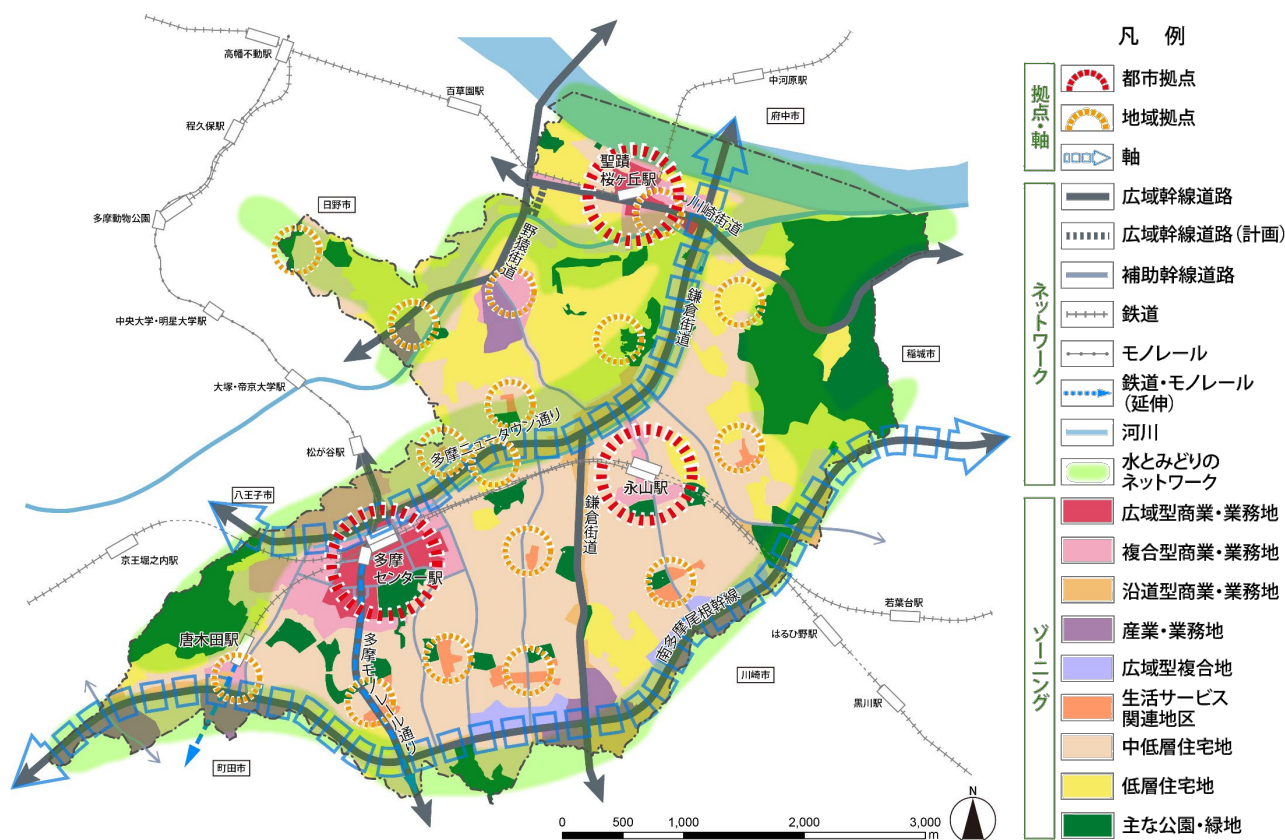 高幡不動駅
百草園駅
中河原駅
府中市
程久保駅
聖蹟
桜ヶ丘駅
川崎街道
多摩動物公園
日野市
野猿街道
鎌倉街道
中央大学・明星大学駅
稲城市
大塚・帝京大学駅
多摩ニュータウン通り
松が谷駅
永山駅
八王子市
鎌倉街道
京王堀之内駅
多摩
センター駅
若葉台駅
南多摩尾根幹線
はるひ野駅
唐木田駅
多摩モノレール通り
川崎市
黒川駅
町田市
N
0 500 1,000 2,000 3,000
m
凡 例
拠点・軸
都市拠点
地域拠点
軸
ネットワーク
広域幹線道路
広域幹線道路(計画)
補助幹線道路
鉄道
モノレール
鉄道・モノレール
(延伸)
河川
水とみどりの
ネットワーク
ゾーニング
広域型商業・業務地
複合型商業・業務地
沿道型商業・業務地
産業・業務地
広域型複合地
生活サービス
関連地区
中低層住宅地
低層住宅地
主な公園・緑地